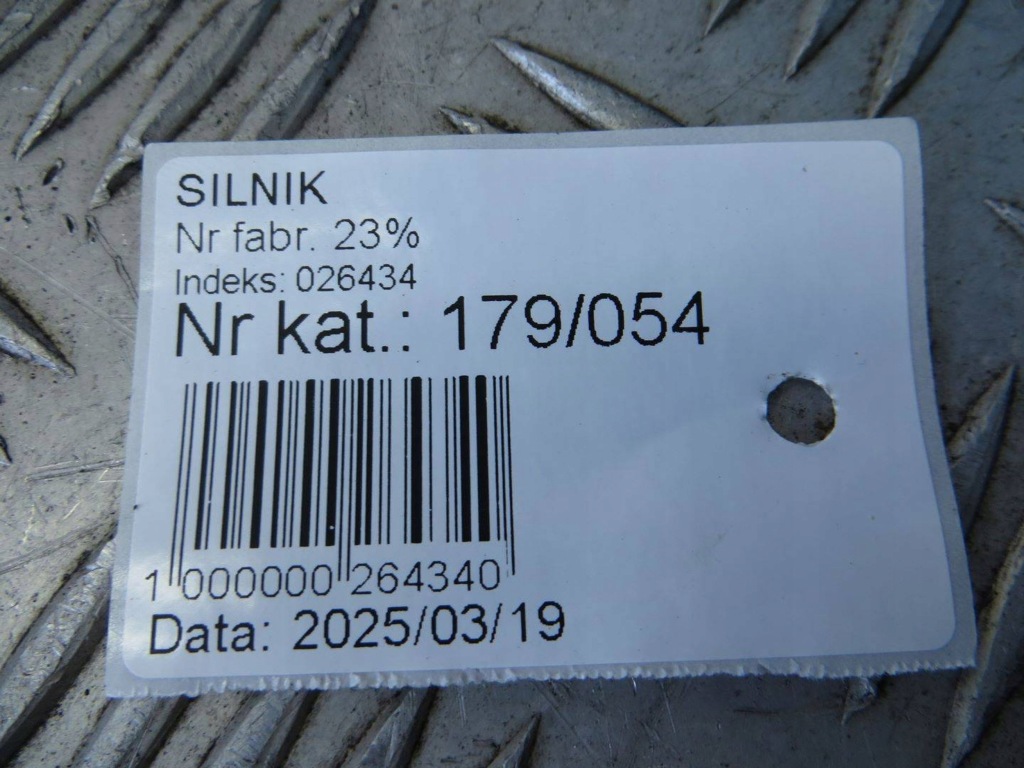 SILNIK
Nr fabr. 23%
Indeks: 026434
Nr kat.: 179/054
1 000000 264340
Data: 2025/03/19